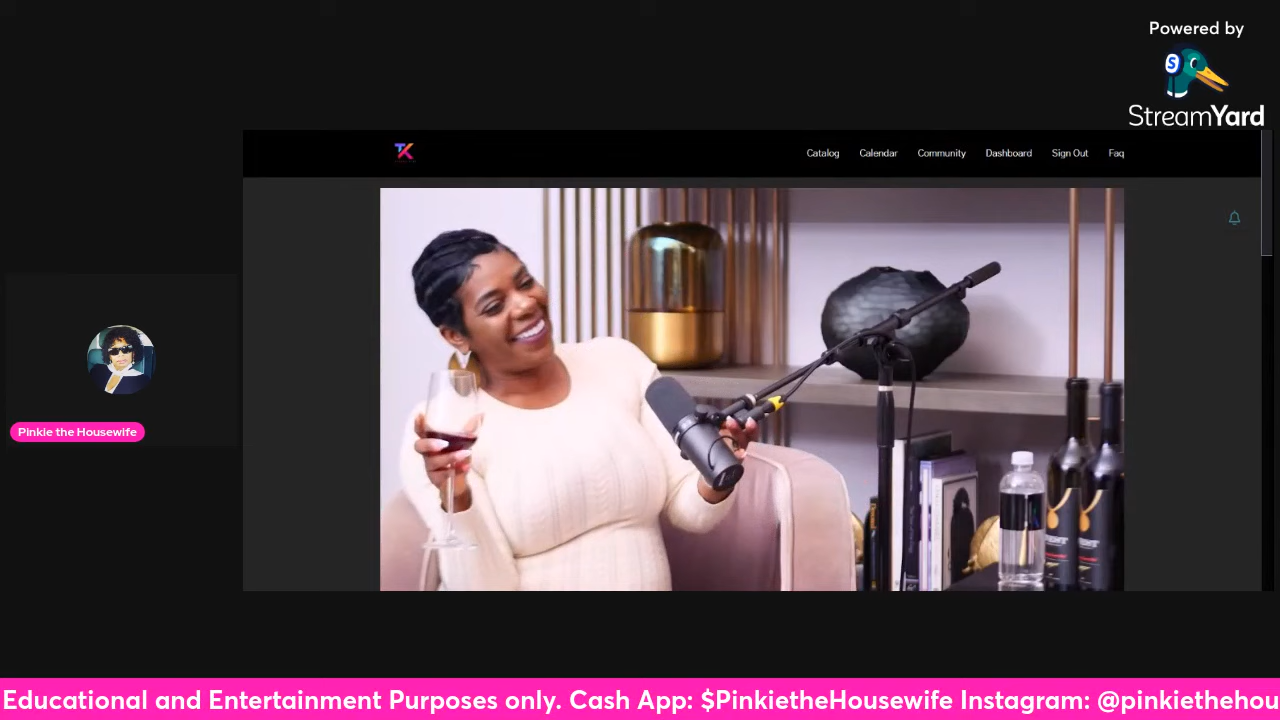 Powered by
StreamYard
TK
Catalog Calendar Community Dashboard Sign Out Faq
Pinkie the Housewife
Educational and Entertainment Purposes only. Cash App: $PinkietheHousewife Instagram: @pinkiethehou